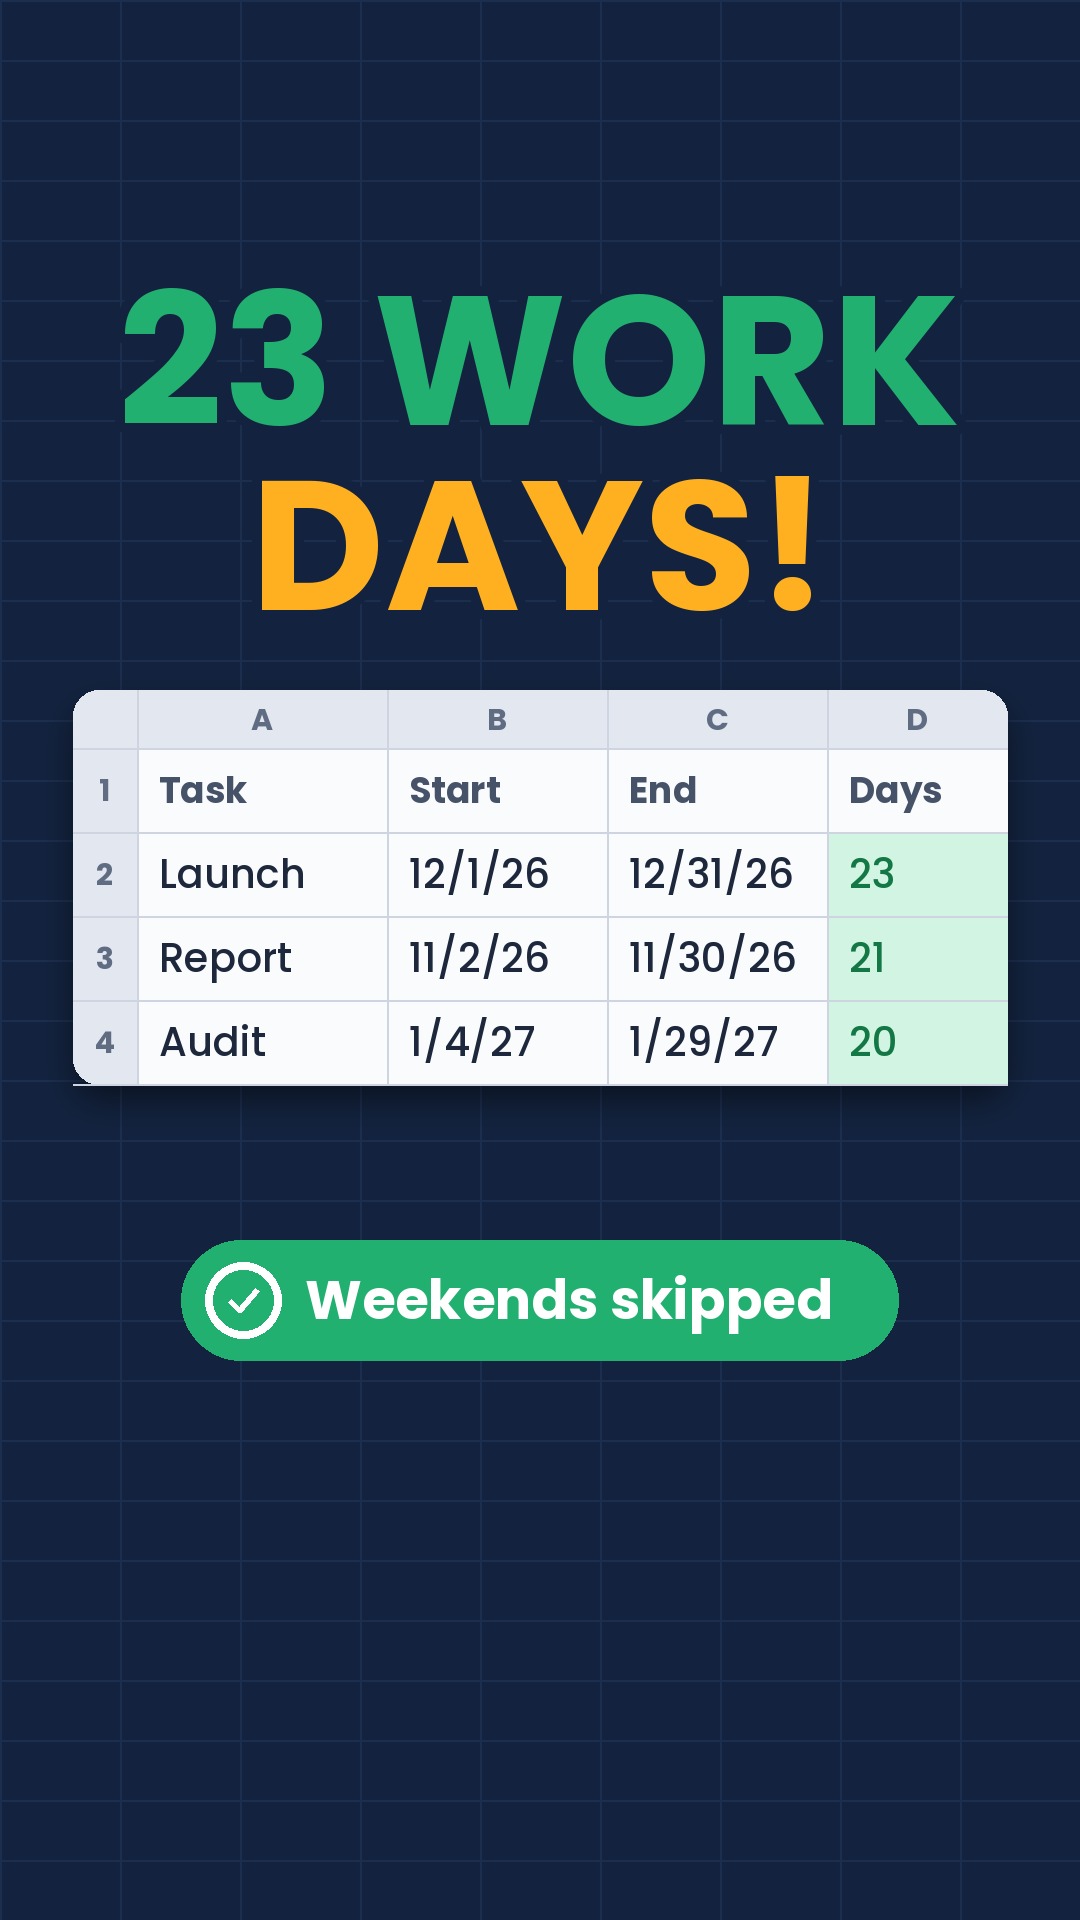 23 WORK
DAYS!
A B C D
1 Task Start End Days
2 Launch 12/1/26 12/31/26 23
3 Report 11/2/26 11/30/26 21
4 Audit 1/4/27 1/29/27 20
Weekends skipped